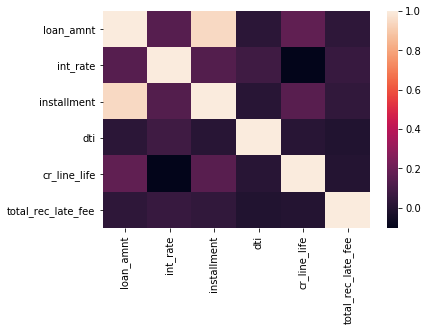 loan_amnt
int_rate
installment
dti
cr_line_life
total_rec_late_fee
loan_amnt
int_rate
installment
dti
cr_line_life
total_rec_late_fee
1.0
0.8
0.6
0.4
0.2
0.0